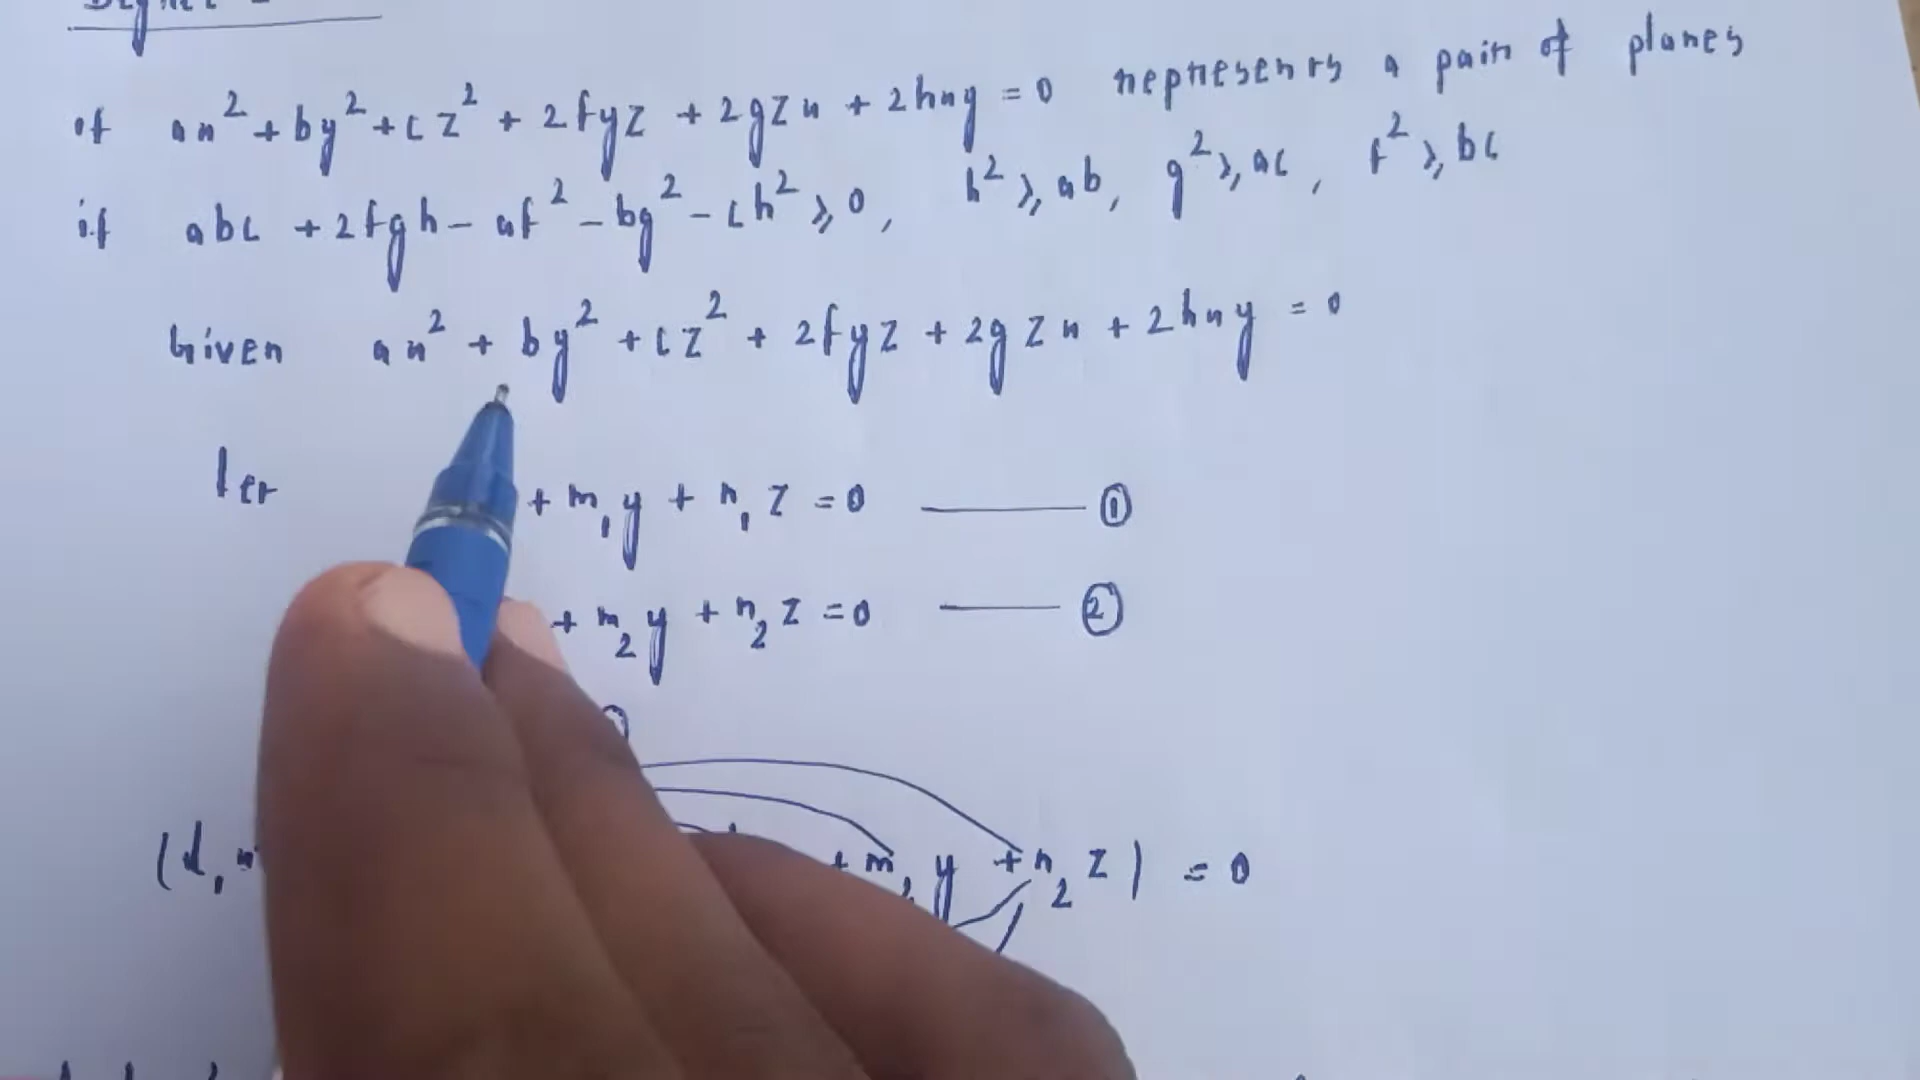 If ax² + by² + cz² + 2fyz + 2gzx + 2hxy = 0 represents a pair of planes
if abc + 2fgh - af² - bg² - ch² ≥ 0, h² ≥ ab, g² ≥ ac, f² ≥ bc
Given ax² + by² + cz² + 2fyz + 2gzx + 2hxy = 0
let + m₁y + n₁z = 0 ——— ①
+ m₂y + n₂z = 0 ——— ②
(l₁x + m₂y + n₂z) = 0